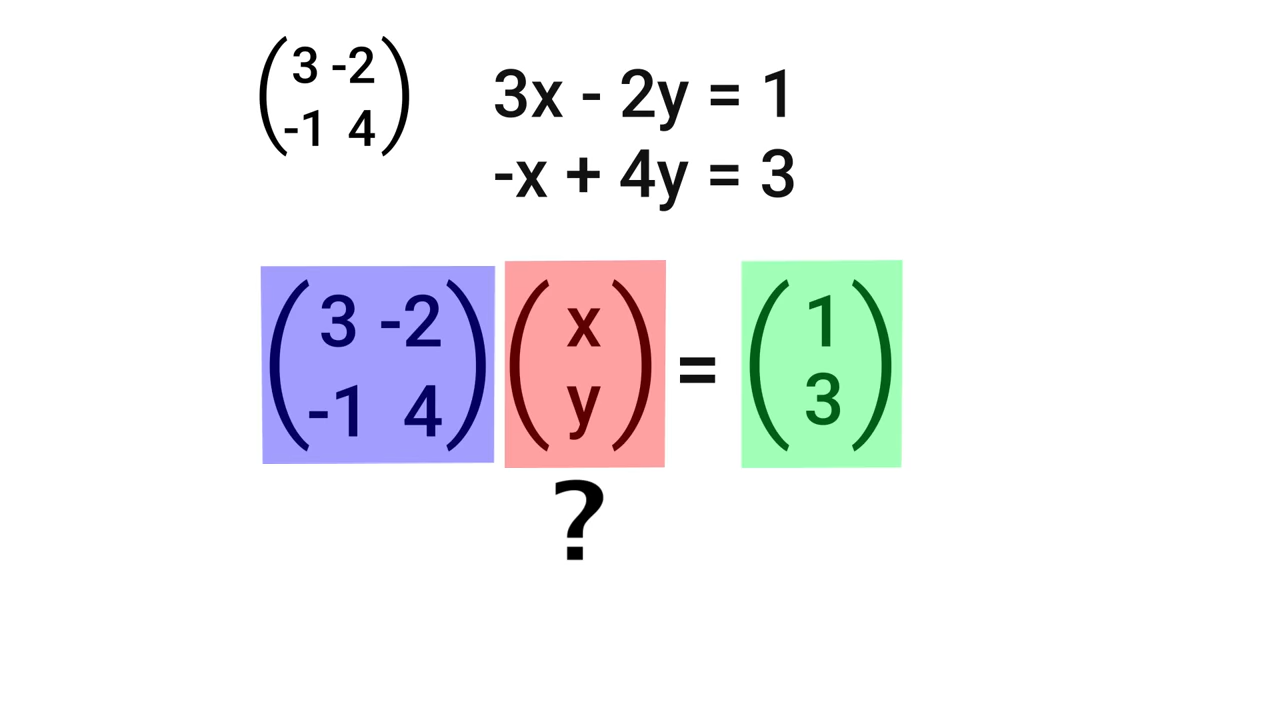 3 -2
-1 4
3x - 2y = 1
-x + 4y = 3
(3 -2) (x) = (1)
(-1 4) (y) (3)
?